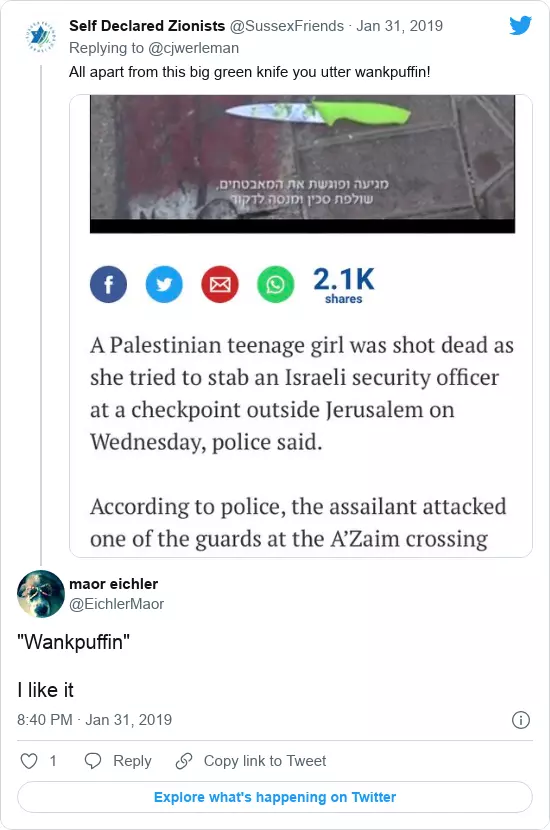 Self Declared Zionists @SussexFriends · Jan 31, 2019
Replying to @cjwerleman
All apart from this big green knife you utter wankpuffin!
מגיעה ופוגשת את המאבטחים,
שולפת סכין ומנסה לדקור
2.1K
shares
A Palestinian teenage girl was shot dead as
she tried to stab an Israeli security officer
at a checkpoint outside Jerusalem on
Wednesday, police said.
According to police, the assailant attacked
one of the guards at the A’Zaim crossing
maor eichler
@EichlerMaor
"Wankpuffin"
I like it
8:40 PM · Jan 31, 2019
1 Reply Copy link to Tweet
Explore what's happening on Twitter